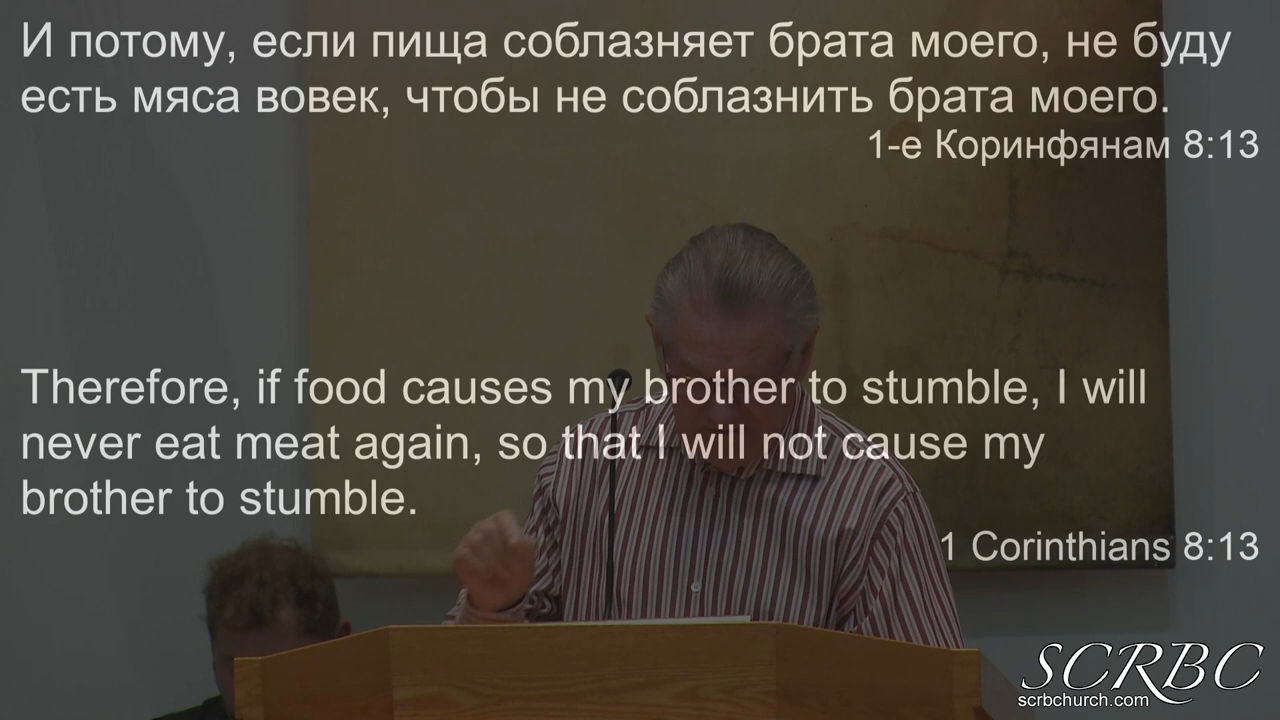 И потому, если пища соблазняет брата моего, не буду
есть мяса вовек, чтобы не соблазнить брата моего.
1-е Коринфянам 8:13
Therefore, if food causes my brother to stumble, I will
never eat meat again, so that I will not cause my
brother to stumble.
1 Corinthians 8:13
SCRBC
scrbchurch.com